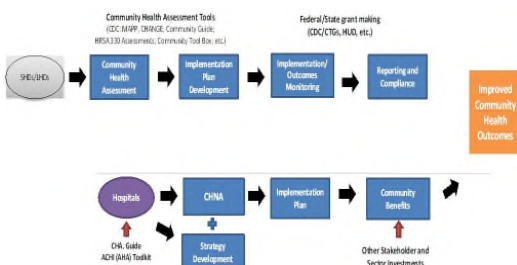 Community Health Assessment Tools
(CDC: MAPP, CHANGE, Community Guide;
HRSA 330 Assessments, Community Tool Box; etc.)
Federal/State grant making
(CDC/CTGs, HUD, etc.)
SHDs/LHDs
Community
Health
Assessment
Implementation
Plan
Development
Implementation/
Outcomes
Monitoring
Reporting and
Compliance
Improved
Community
Health
Outcomes
Hospitals
CHNA
Implementation
Plan
Community
Benefits
CHA. Guide
ACHI (AHA) Toolkit
Strategy
Development
Other Stakeholder and
Sector Investments